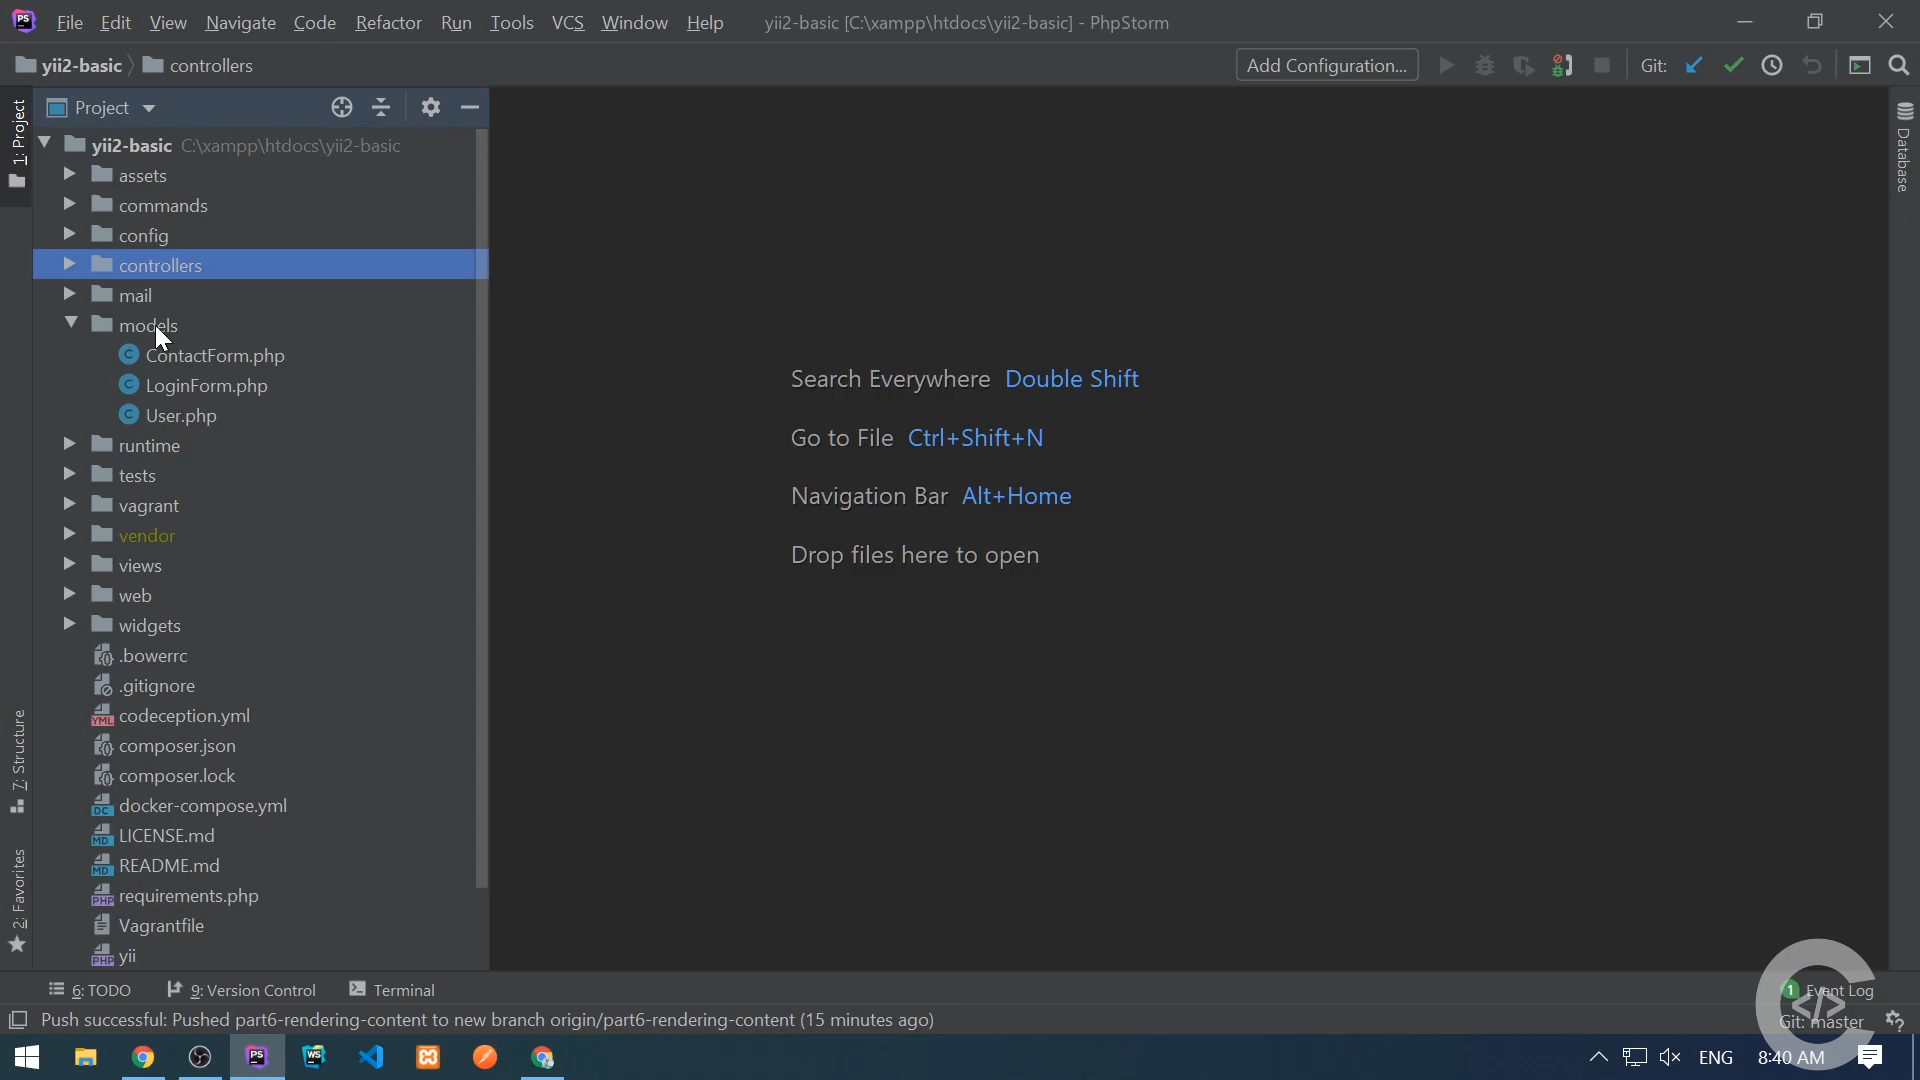 File Edit View Navigate Code Refactor Run Tools VCS Window Help yii2-basic [C:\xampp\htdocs\yii2-basic] - PhpStorm
yii2-basic controllers Add Configuration... Git:
1: Project
Project
yii2-basic C:\xampp\htdocs\yii2-basic
assets
commands
config
controllers
mail
models
ContactForm.php
LoginForm.php
User.php
runtime
tests
vagrant
vendor
views
web
widgets
.bowerrc
.gitignore
codeception.yml
composer.json
composer.lock
docker-compose.yml
LICENSE.md
README.md
requirements.php
Vagrantfile
yii
7: Structure
2: Favorites
Search Everywhere Double Shift
Go to File Ctrl+Shift+N
Navigation Bar Alt+Home
Drop files here to open
Database
6: TODO 9: Version Control Terminal 1 Event Log
Push successful: Pushed part6-rendering-content to new branch origin/part6-rendering-content (15 minutes ago) Git: master
ENG 8:40 AM